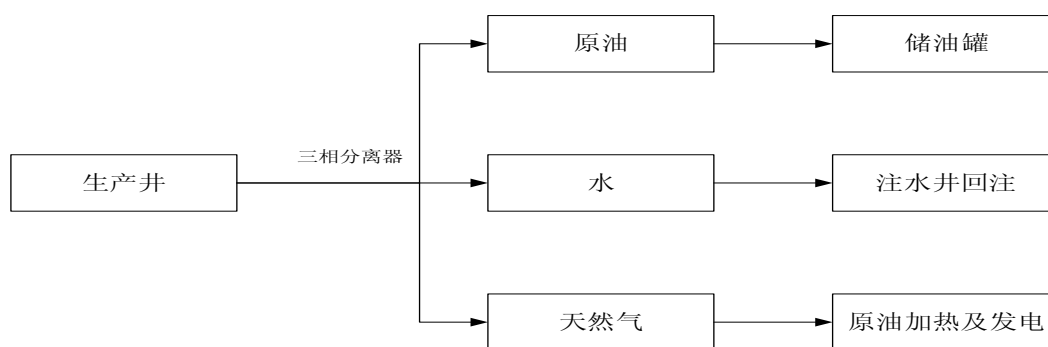 原油
储油罐
三相分离器
生产井
水
注水井回注
天然气
原油加热及发电